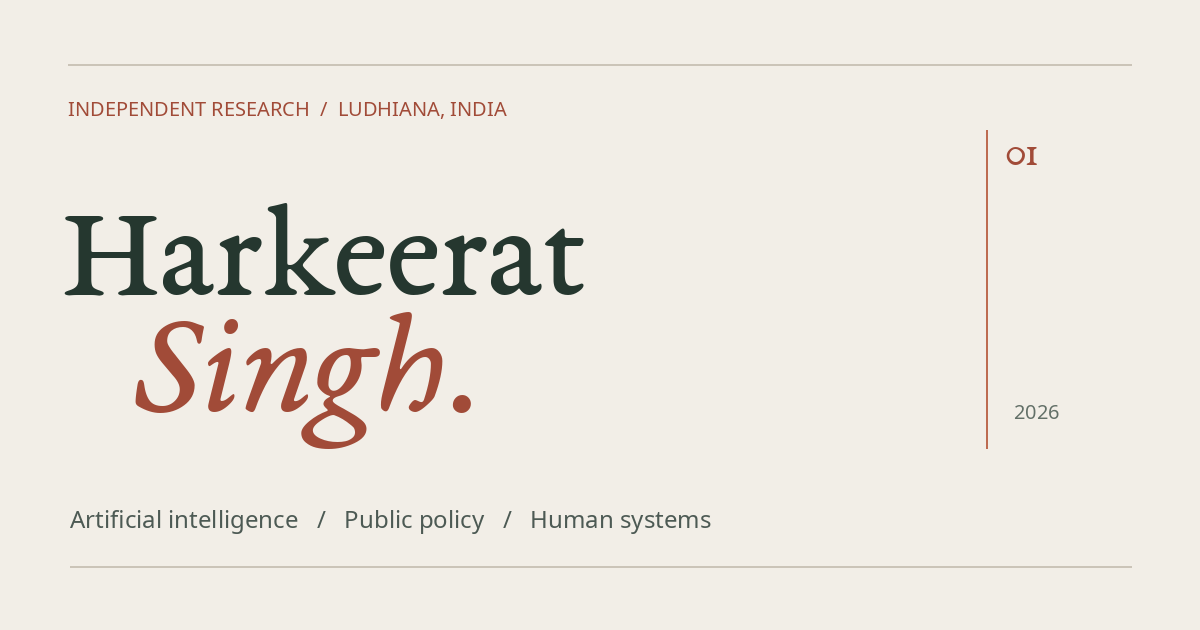 INDEPENDENT RESEARCH / LUDHIANA, INDIA
01
Harkeerat
Singh.
2026
Artificial intelligence / Public policy / Human systems